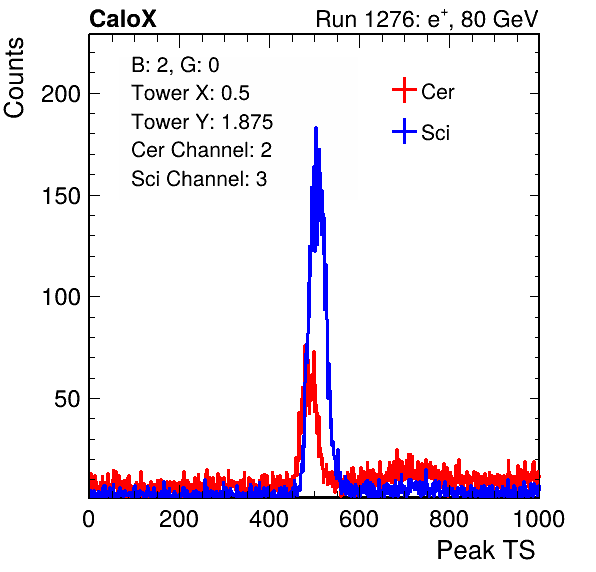 CaloX Run 1276: e⁺, 80 GeV
B: 2, G: 0
Tower X: 0.5
Tower Y: 1.875
Cer Channel: 2
Sci Channel: 3
Cer
Sci
Counts
200
150
100
50
0 200 400 600 800 1000
Peak TS